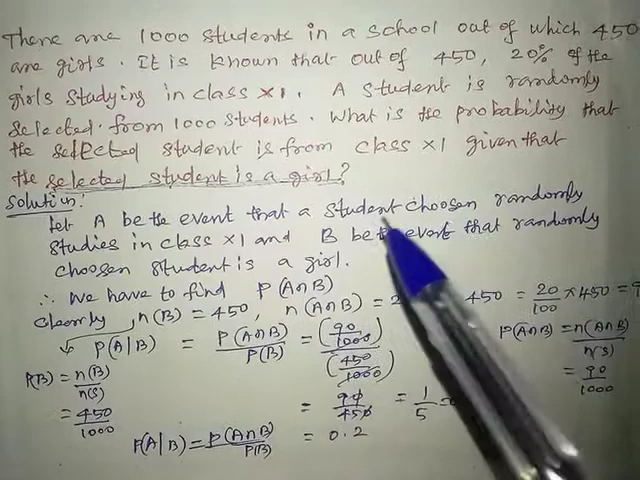 There are 1000 students in a school out of which 450
are girls. It is known that out of 450, 20% of the
girls studying in class XI. A student is randomly
selected from 1000 students. What is the probability that
the selected student is from class XI given that
the selected student is a girl?
Solution:
Let A be the event that a student choosen randomly
studies in class XI and B be the event that randomly
choosen student is a girl.
∴ We have to find P(A∩B)
Clearly n(B) = 450, n(A∩B) = 2 450 = 20/100 × 450 = 9
P(A|B) = P(A∩B)/P(B) = (90/1000)/(450/1000)
P(A∩B) = n(A∩B)/n(S)
= 90/1000
P(B) = n(B)/n(S)
= 450/1000
= 90/450 = 1/5 =
P(A|B) = P(A∩B)/P(B) = 0.2